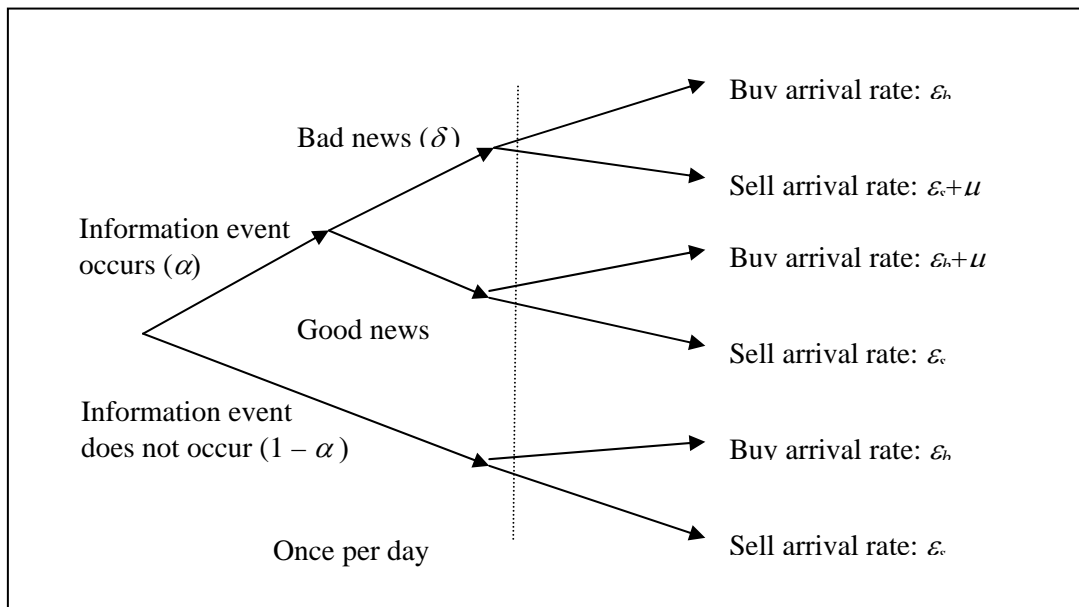 Buy arrival rate: εb
Bad news (δ)
Sell arrival rate: εs+μ
Information event
occurs (α)
Buy arrival rate: εb+μ
Good news
Sell arrival rate: εs
Information event
does not occur (1 – α )
Buy arrival rate: εb
Once per day
Sell arrival rate: εs